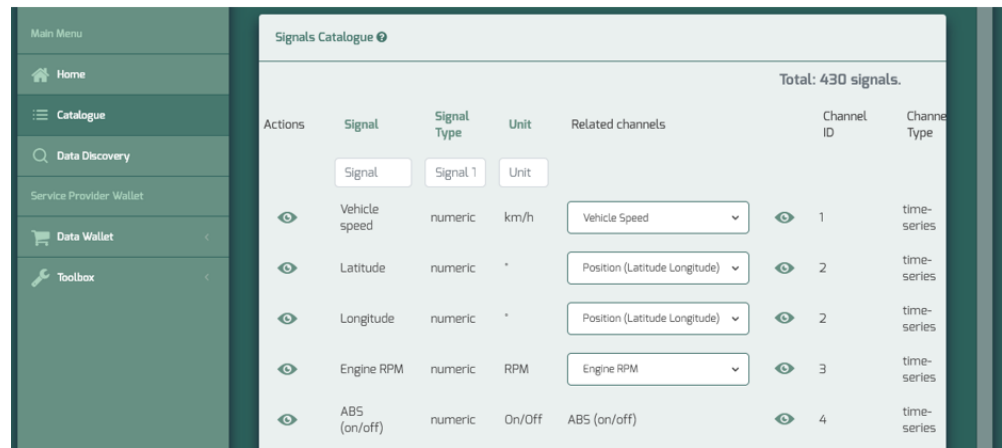 Main Menu
Home
Catalogue
Data Discovery
Service Provider Wallet
Data Wallet
Toolbox
Signals Catalogue
Total: 430 signals.
Actions Signal Signal Type Unit Related channels Channel ID Channe Type
Signal Signal T Unit
Vehicle speed numeric km/h Vehicle Speed 1 time-series
Latitude numeric ° Position (Latitude Longitude) 2 time-series
Longitude numeric ° Position (Latitude Longitude) 2 time-series
Engine RPM numeric RPM Engine RPM 3 time-series
ABS (on/off) numeric On/Off ABS (on/off) 4 time-series